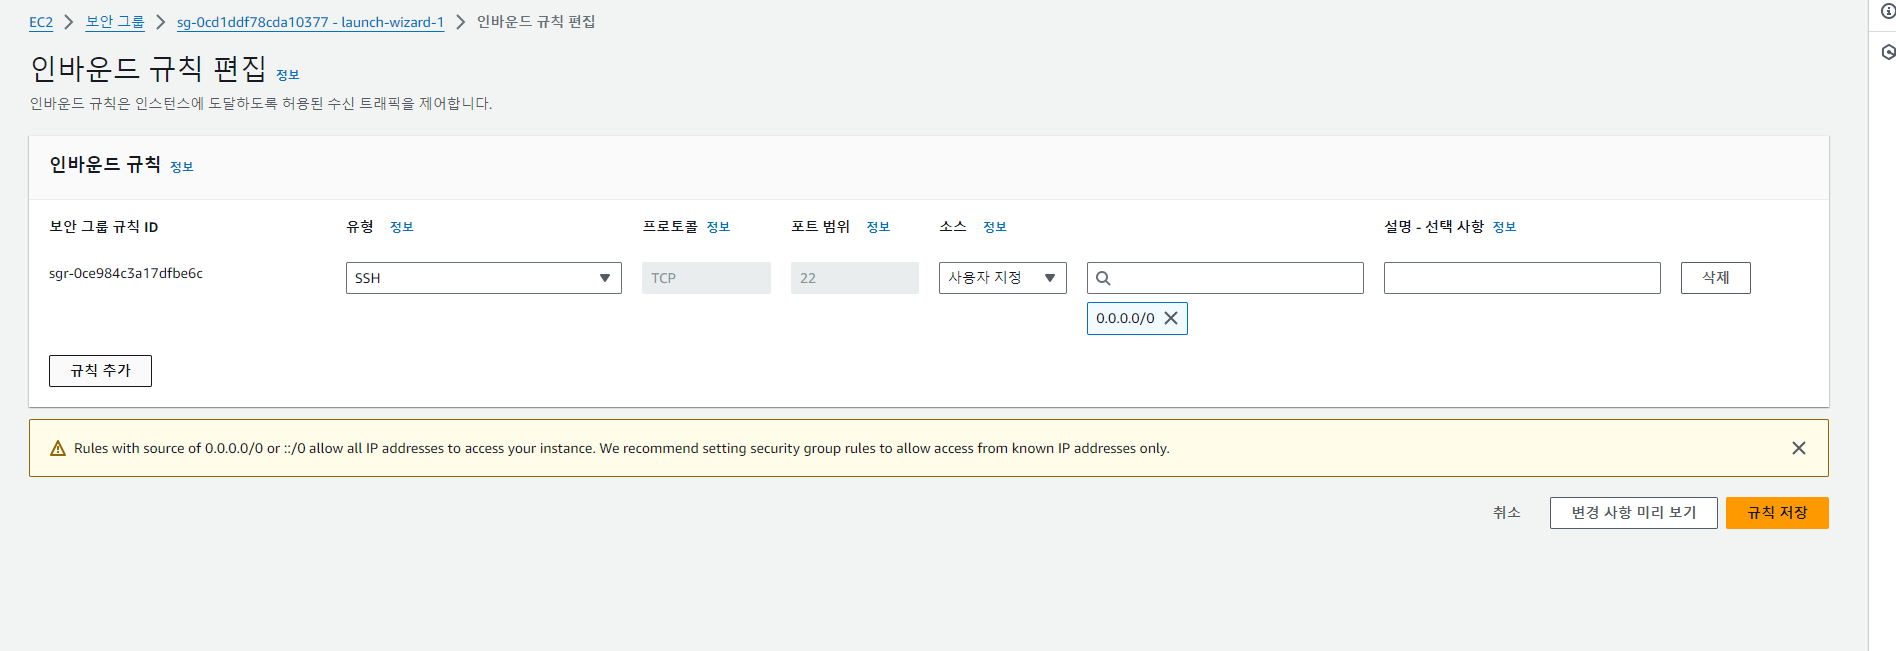 EC2 > 보안 그룹 > sg-0cd1ddf78cda10377 - launch-wizard-1 > 인바운드 규칙 편집
인바운드 규칙 편집 정보
인바운드 규칙은 인스턴스에 도달하도록 허용된 수신 트래픽을 제어합니다.
인바운드 규칙 정보
보안 그룹 규칙 ID 유형 정보 프로토콜 정보 포트 범위 정보 소스 정보 설명 - 선택 사항 정보
sgr-0ce984c3a17dfbe6c SSH TCP 22 사용자 지정 삭제
0.0.0.0/0
규칙 추가
Rules with source of 0.0.0.0/0 or ::/0 allow all IP addresses to access your instance. We recommend setting security group rules to allow access from known IP addresses only.
취소 변경 사항 미리 보기 규칙 저장